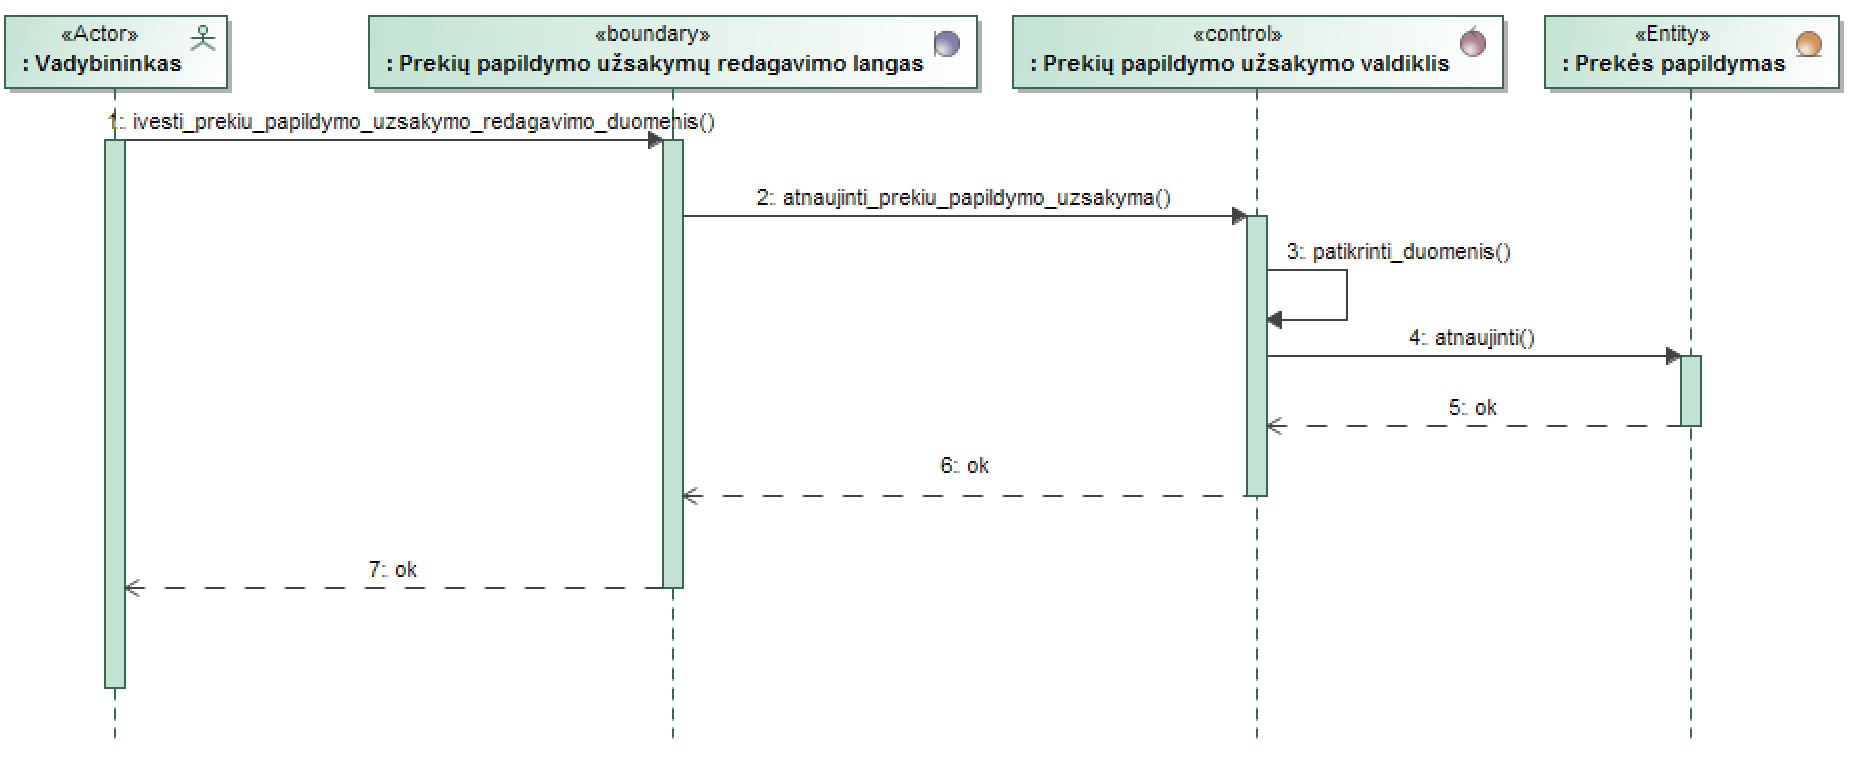 «Actor»
: Vadybininkas
«boundary»
: Prekių papildymo užsakymų redagavimo langas
«control»
: Prekių papildymo užsakymo valdiklis
«Entity»
: Prekės papildymas
1: ivesti_prekiu_papildymo_uzsakymo_redagavimo_duomenis()
2: atnaujinti_prekiu_papildymo_uzsakyma()
3: patikrinti_duomenis()
4: atnaujinti()
5: ok
6: ok
7: ok